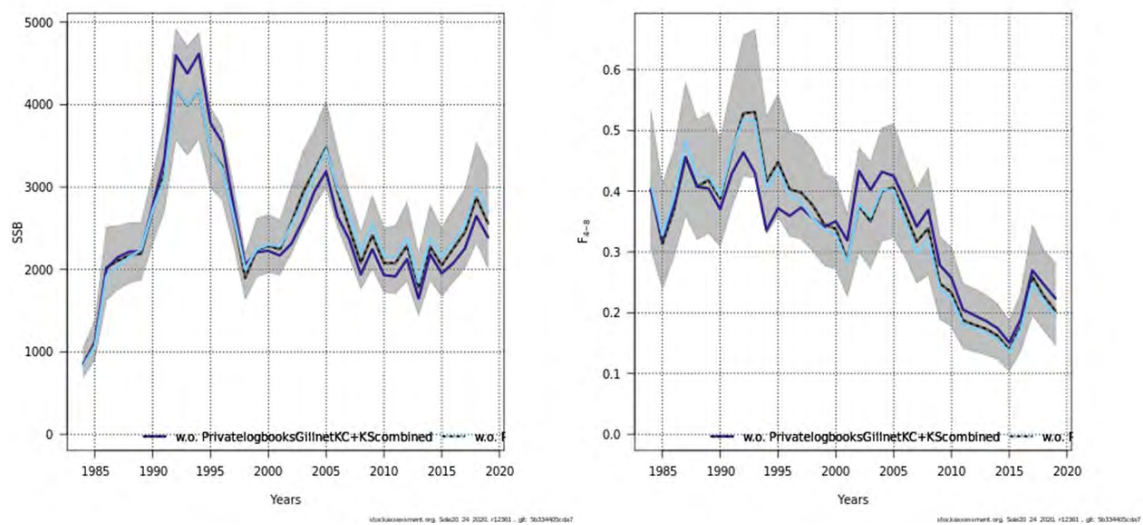 5000
4000
3000
2000
1000
0
SSB
w.o. PrivatelogbooksGillnetKC+KScombined w.o. F
1985 1990 1995 2000 2005 2010 2015 2020
Years
0.6
0.5
0.4
0.3
0.2
0.1
0.0
F4−8
w.o. PrivatelogbooksGillnetKC+KScombined w.o. F
1985 1990 1995 2000 2005 2010 2015 2020
Years